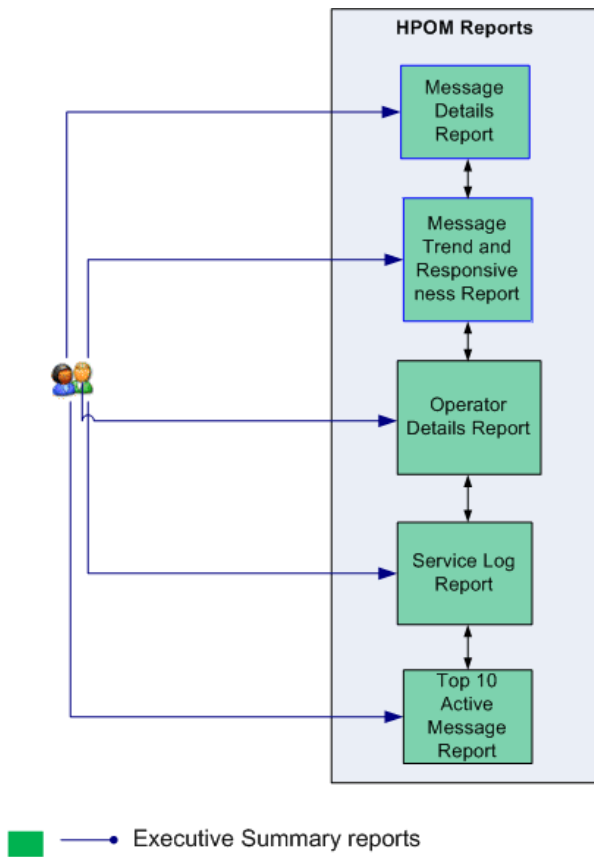 HPOM Reports
Message
Details
Report
Message
Trend and
Responsive
ness Report
Operator
Details Report
Service Log
Report
Top 10
Active
Message
Report
Executive Summary reports